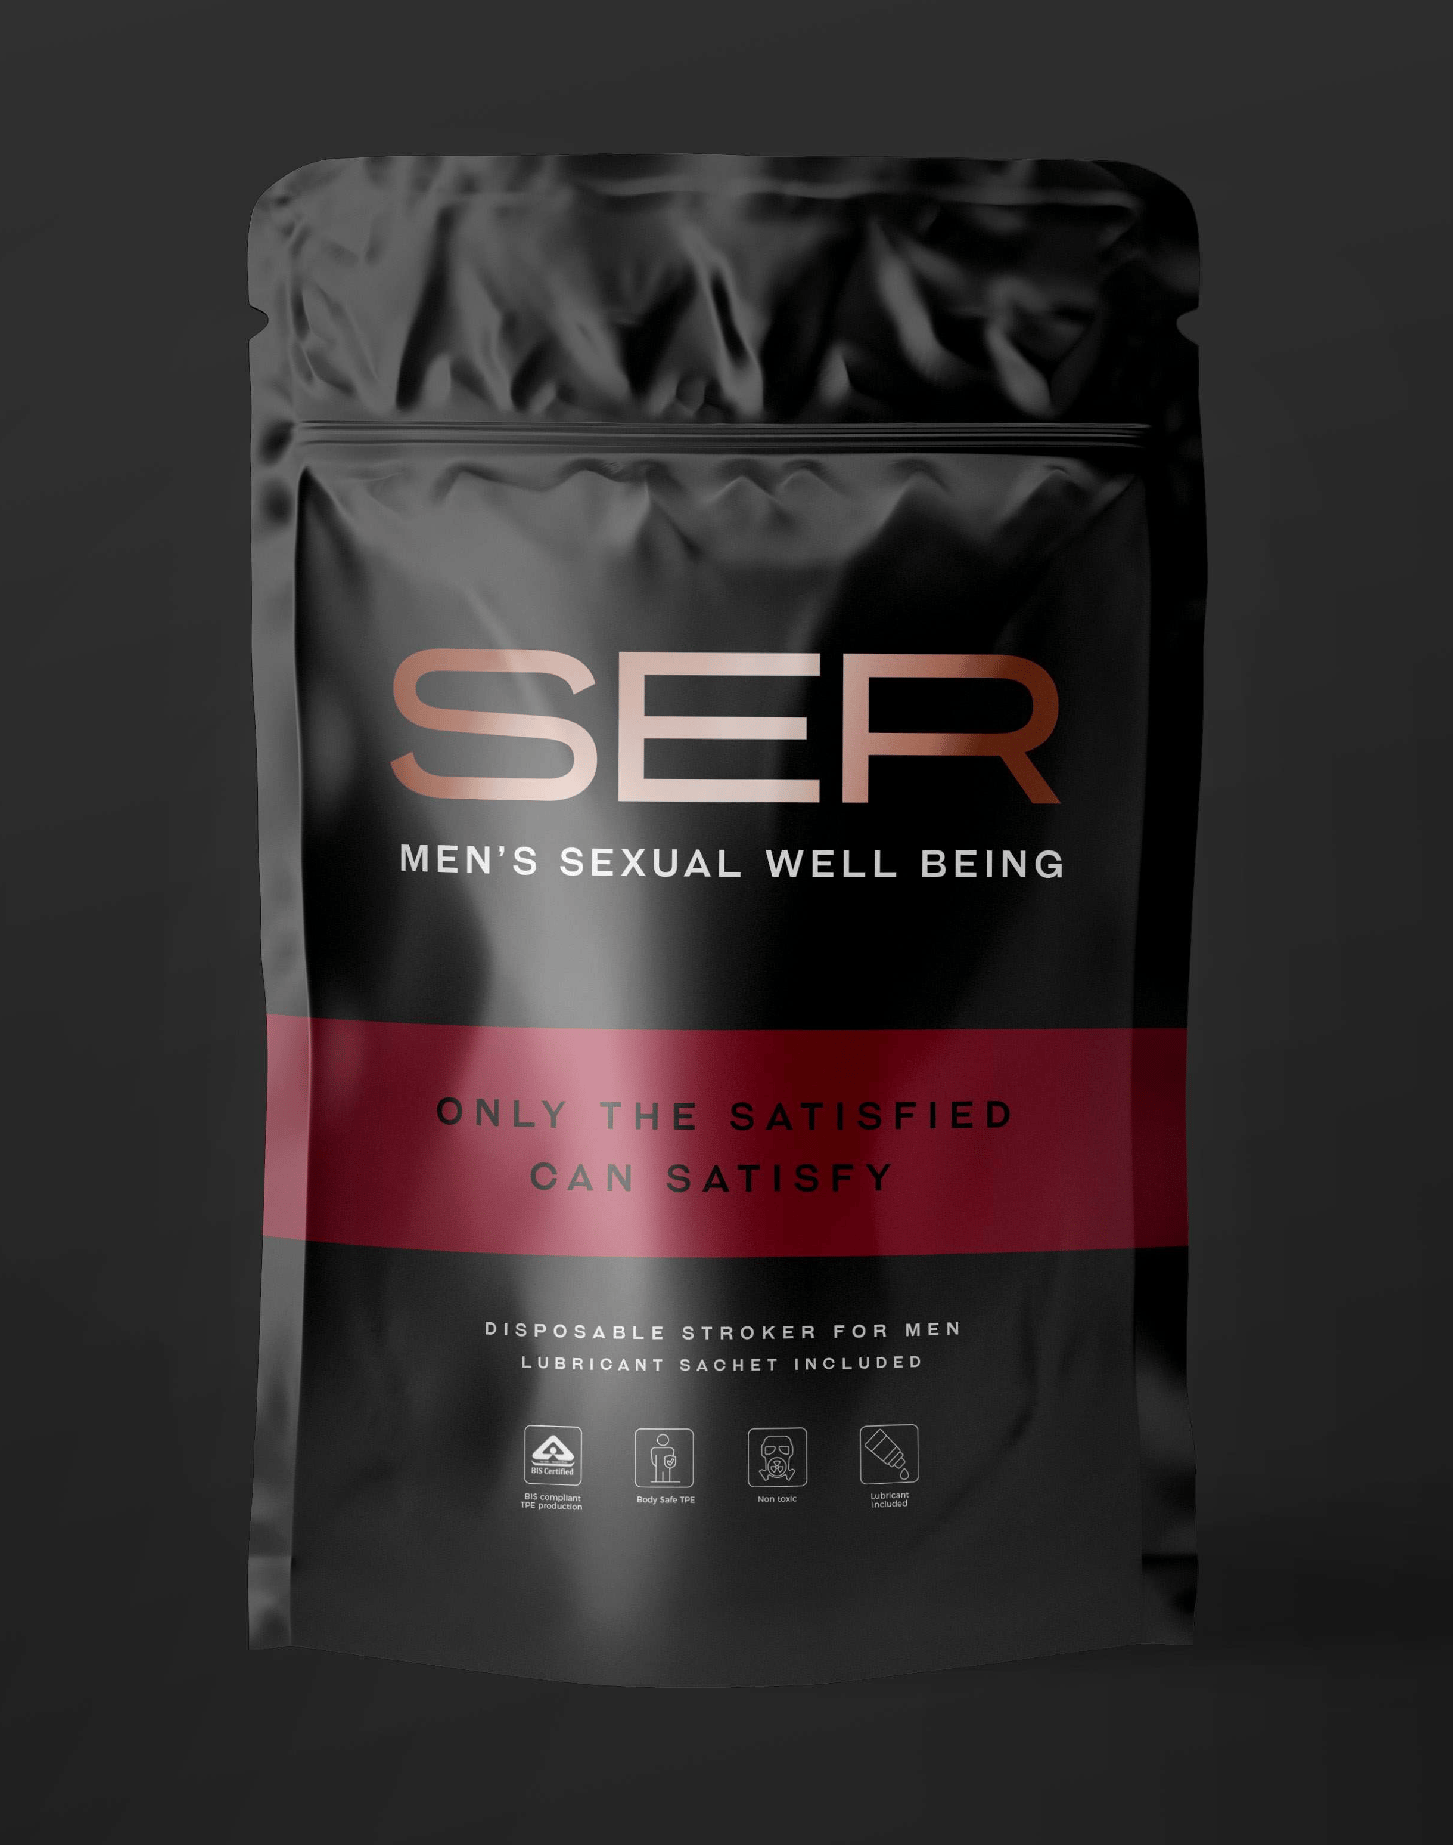 SER
MEN'S SEXUAL WELL BEING
ONLY THE SATISFIED
CAN SATISFY
DISPOSABLE STROKER FOR MEN
LUBRICANT SACHET INCLUDED
BIS Certified
BIS compliant
TPE production
Body Safe TPE
Non toxic
Lubricant
included